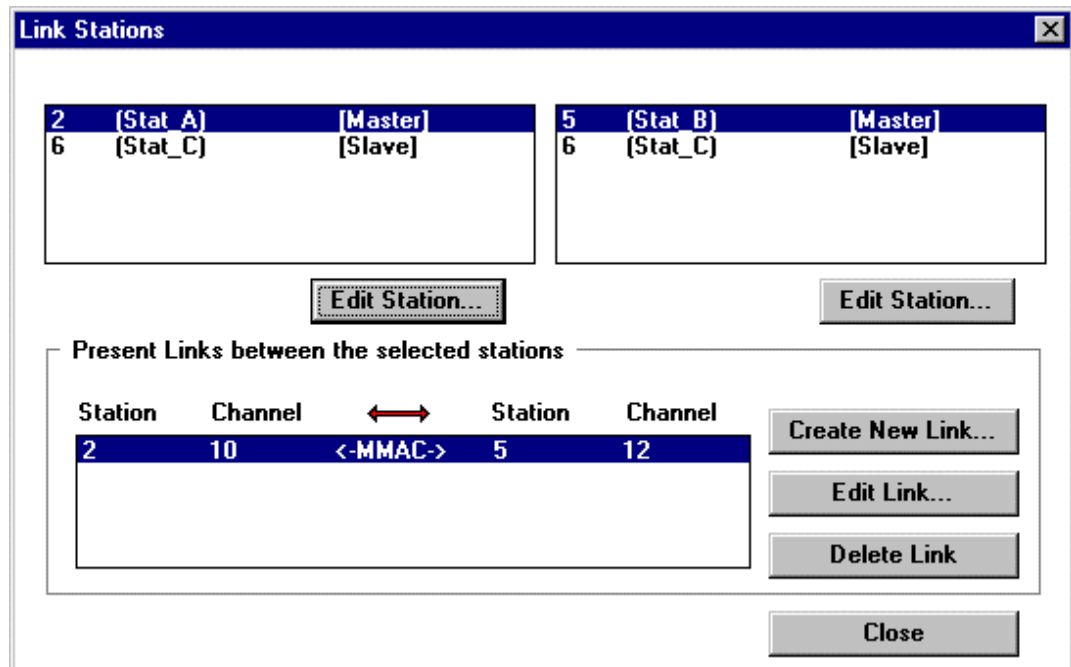 Link Stations
2 (Stat_A) [Master]
6 (Stat_C) [Slave]
5 (Stat_B) [Master]
6 (Stat_C) [Slave]
Edit Station...
Edit Station...
Present Links between the selected stations
Station Channel Station Channel
2 10 <-MMAC-> 5 12
Create New Link...
Edit Link...
Delete Link
Close